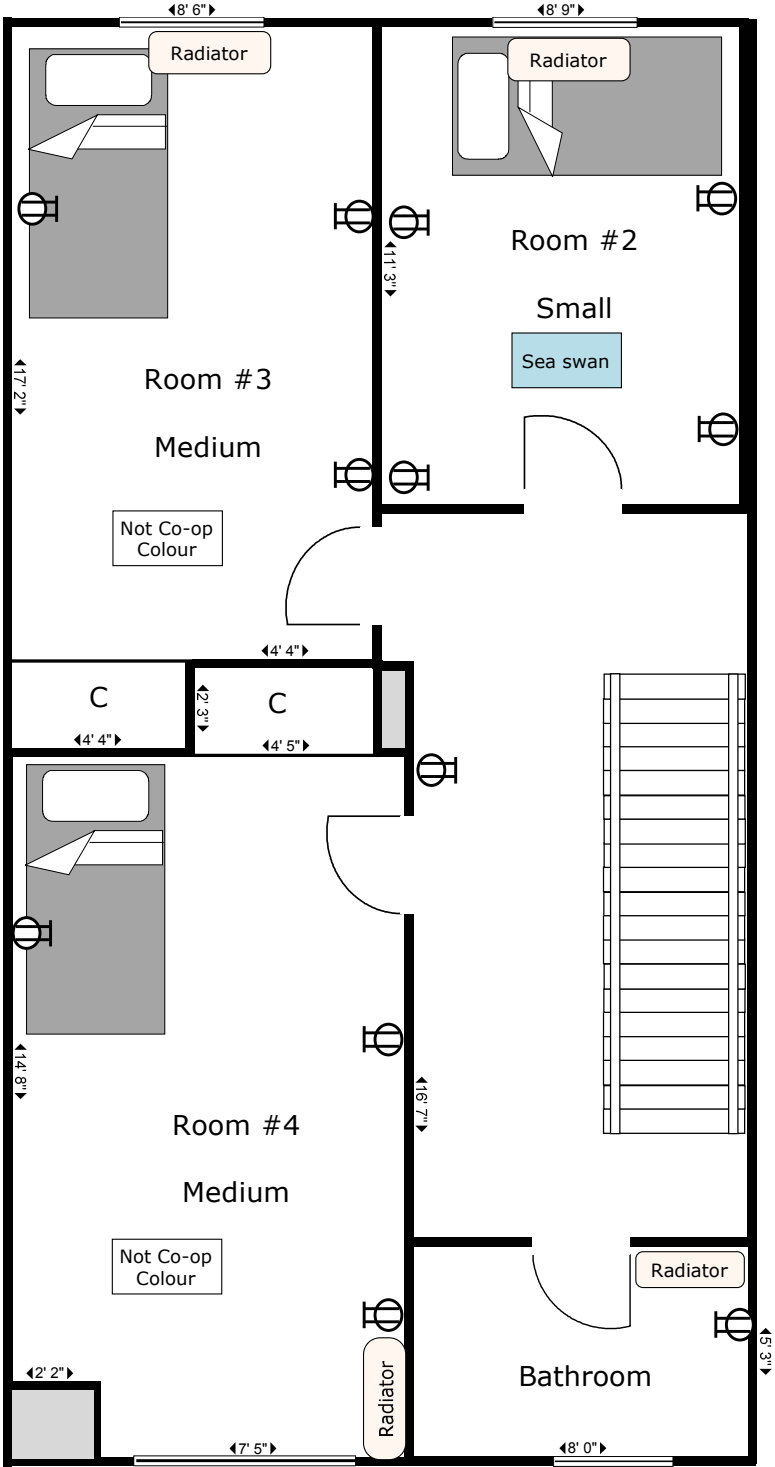 8' 6"
8' 9"
Radiator
Radiator
Room #2
11' 3"
Small
Sea swan
17' 2"
Room #3
Medium
Not Co-op
Colour
4' 4"
C
2' 3"
C
4' 4"
4' 5"
14' 8"
16' 7"
Room #4
Medium
Not Co-op
Colour
Radiator
5' 3"
2' 2"
Radiator
Bathroom
7' 5"
8' 0"